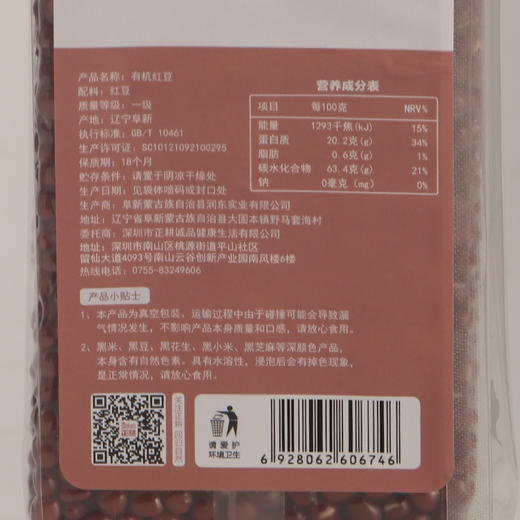 产品名称：有机红豆
配料：红豆
质量等级：一级
产地：辽宁阜新
执行标准：GB/T 10461
生产许可证：SC10121092100295
保质期：18个月
贮存条件：请置于阴凉干燥处
生产日期：见袋体喷码或封口处
生产商：阜新蒙古族自治县润东实业有限公司
地址：辽宁省阜新蒙古族自治县大固本镇野马套海村
委托商：深圳市正耕诚品健康生活有限公司
地址：深圳市南山区桃源街道平山社区
留仙大道4093号南山云谷创新产业园南风楼6楼
热线电话：0755-83249606
营养成分表
项目 每100克 NRV%
能量 1293千焦(kJ) 15%
蛋白质 20.2克(g) 34%
脂肪 0.6克(g) 1%
碳水化合物 63.4克(g) 21%
钠 0毫克(mg) 0%
产品小贴士
1、本产品为真空包装、运输过程中由于碰撞可能会导致漏
气情况发生，不影响产品本身质量和口感，请放心食用。
2、黑米、黑豆、黑花生、黑小米、黑芝麻等深颜色产品，
本身含有自然色素。具有水溶性，浸泡后会有掉色现象，
是正常情况，请放心食用。
正耕
关注正耕 回归自然
请爱护
环境卫生
6928062606746